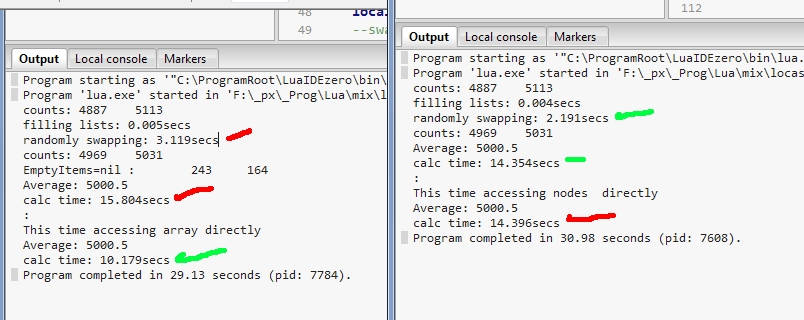 48 loca
49 --swa
Output Local console Markers
Program starting as '"C:\ProgramRoot\LuaIDEzero\bin\
Program 'lua.exe' started in 'F:\_px\_Prog\Lua\mix\l
counts: 4887 5113
filling lists: 0.005secs
randomly swapping: 3.119secs
counts: 4969 5031
EmptyItems=nil : 243 164
Average: 5000.5
calc time: 15.804secs
:
This time accessing array directly
Average: 5000.5
calc time: 10.179secs
Program completed in 29.13 seconds (pid: 7784).
112
Output Local console Markers
Program starting as '"C:\ProgramRoot\LuaIDEzero\bin\lua.
Program 'lua.exe' started in 'F:\_px\_Prog\Lua\mix\locas
counts: 4887 5113
filling lists: 0.004secs
randomly swapping: 2.191secs
counts: 4969 5031
Average: 5000.5
calc time: 14.354secs
:
This time accessing nodes directly
Average: 5000.5
calc time: 14.396secs
Program completed in 30.98 seconds (pid: 7608).